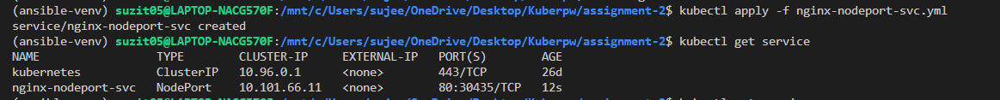 (ansible-venv) suzit05@LAPTOP-NACG570F:/mnt/c/Users/sujee/OneDrive/Desktop/Kuberpw/assignment-2$ kubectl apply -f nginx-nodeport-svc.yml
service/nginx-nodeport-svc created
(ansible-venv) suzit05@LAPTOP-NACG570F:/mnt/c/Users/sujee/OneDrive/Desktop/Kuberpw/assignment-2$ kubectl get service
NAME TYPE CLUSTER-IP EXTERNAL-IP PORT(S) AGE
kubernetes ClusterIP 10.96.0.1 <none> 443/TCP 26d
nginx-nodeport-svc NodePort 10.101.66.11 <none> 80:30435/TCP 12s